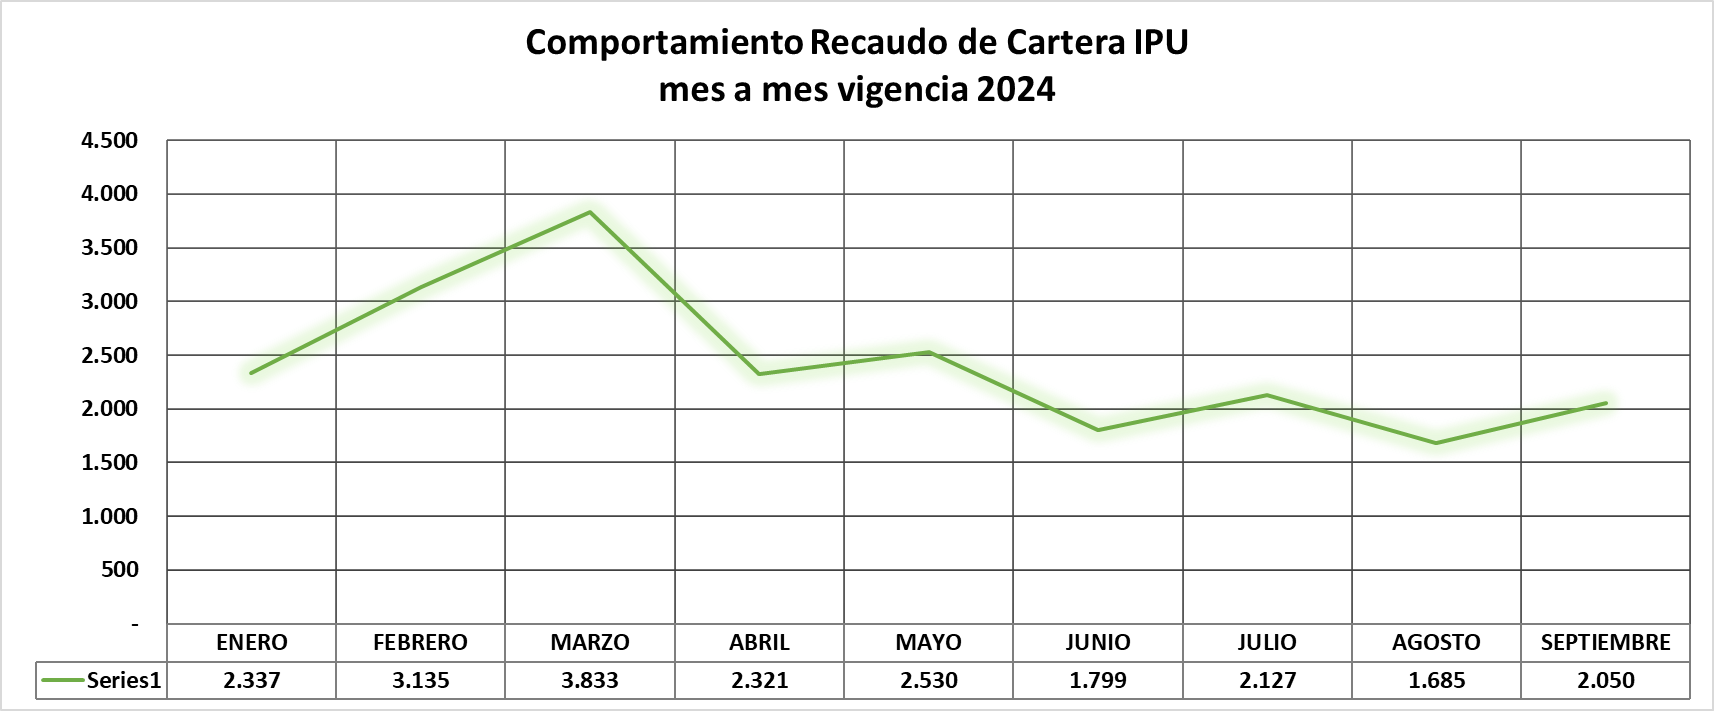 Comportamiento Recaudo de Cartera IPU
mes a mes vigencia 2024
4.500
4.000
3.500
3.000
2.500
2.000
1.500
1.000
500
-
ENERO FEBRERO MARZO ABRIL MAYO JUNIO JULIO AGOSTO SEPTIEMBRE
Series1 2.337 3.135 3.833 2.321 2.530 1.799 2.127 1.685 2.050